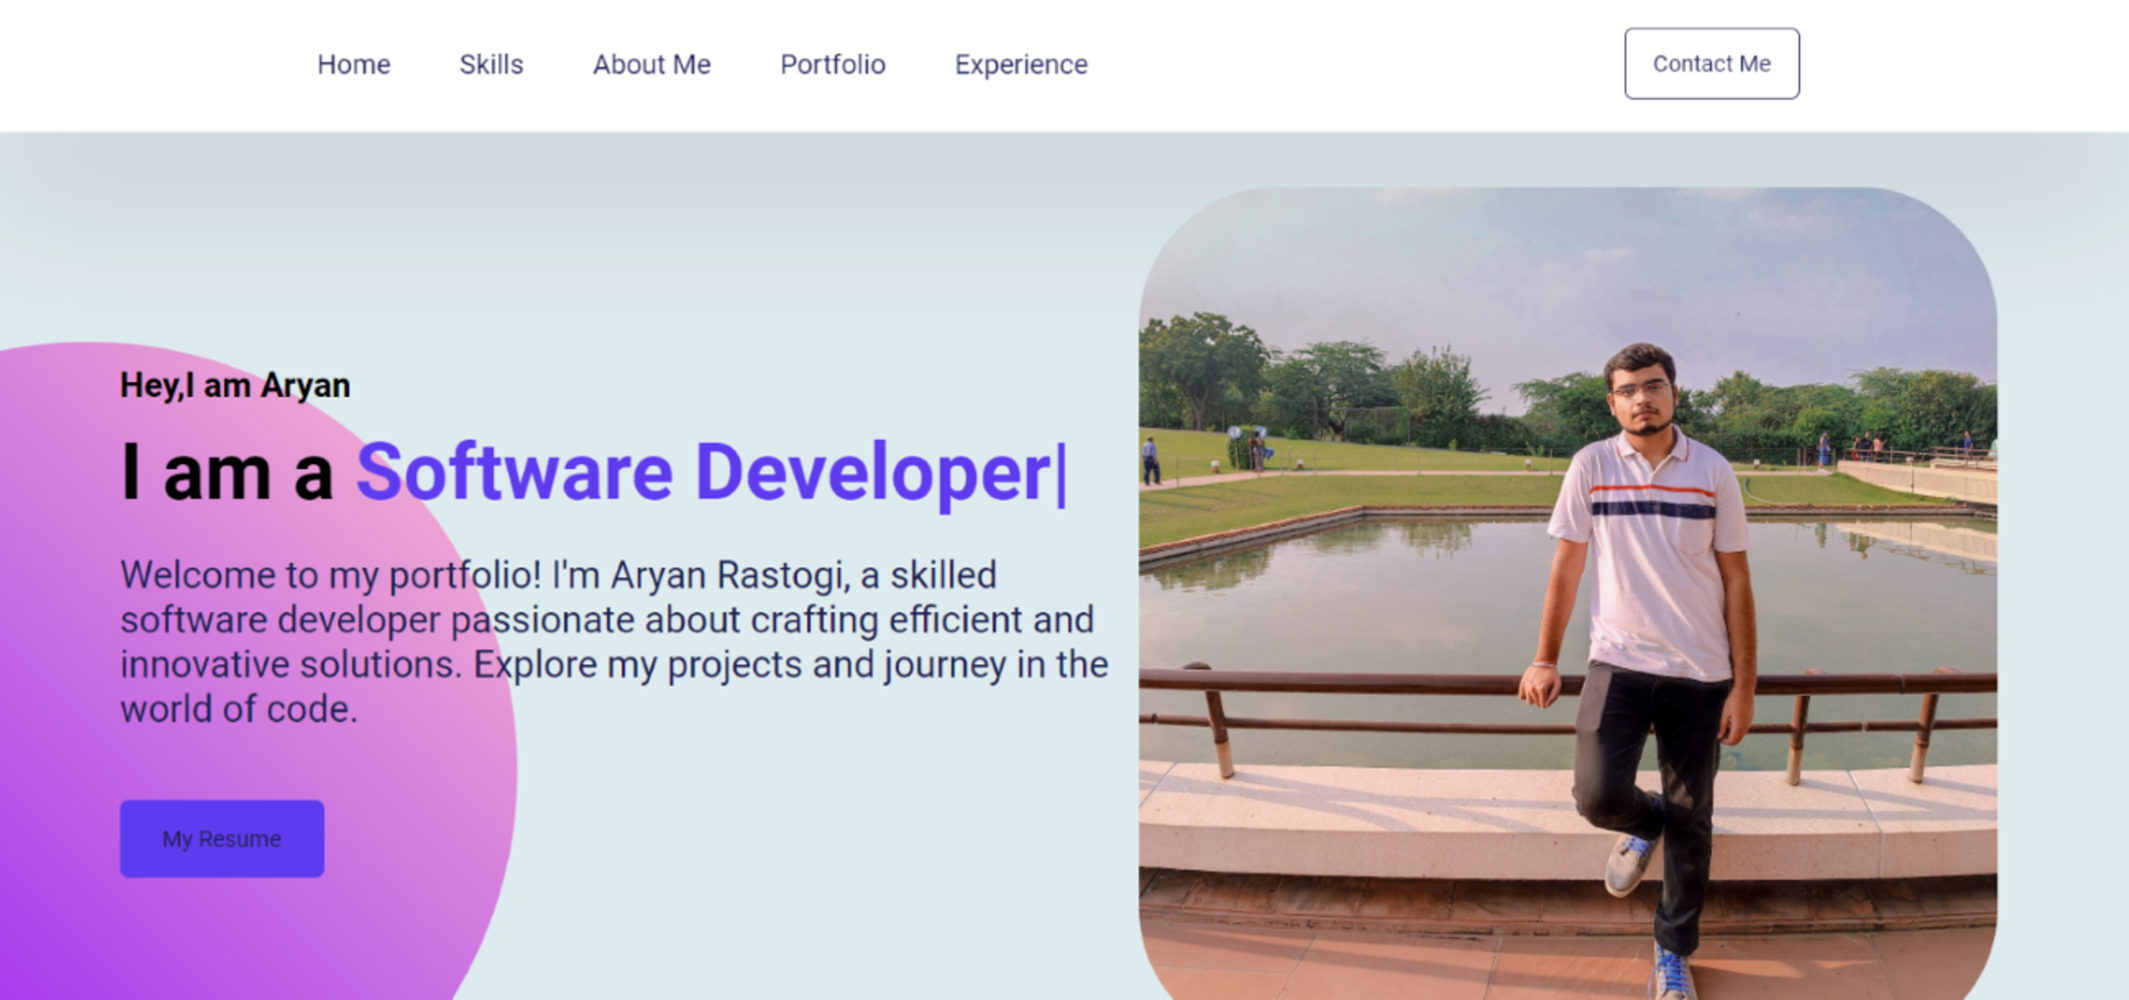 Home Skills About Me Portfolio Experience Contact Me
Hey,I am Aryan
I am a Software Developer|
Welcome to my portfolio! I'm Aryan Rastogi, a skilled
software developer passionate about crafting efficient and
innovative solutions. Explore my projects and journey in the
world of code.
My Resume